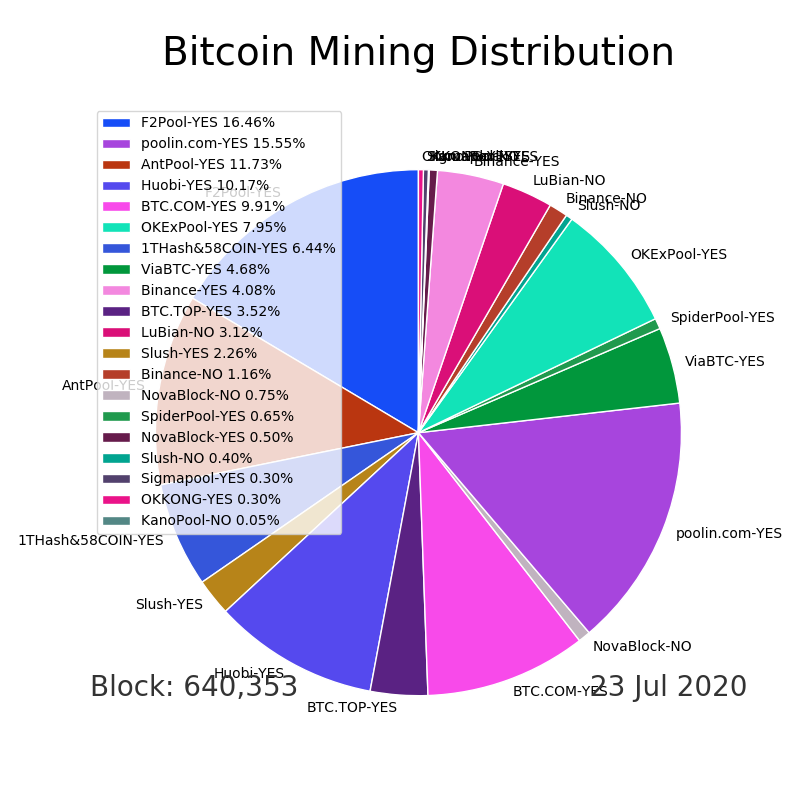 Bitcoin Mining Distribution
F2Pool-YES 16.46%
poolin.com-YES 15.55%
AntPool-YES 11.73%
Huobi-YES 10.17%
BTC.COM-YES 9.91%
OKExPool-YES 7.95%
1THash&58COIN-YES 6.44%
ViaBTC-YES 4.68%
Binance-YES 4.08%
BTC.TOP-YES 3.52%
LuBian-NO 3.12%
Slush-YES 2.26%
Binance-NO 1.16%
NovaBlock-NO 0.75%
SpiderPool-YES 0.65%
NovaBlock-YES 0.50%
Slush-NO 0.40%
Sigmapool-YES 0.30%
OKKONG-YES 0.30%
KanoPool-NO 0.05%
Binance-YES
LuBian-NO
Binance-NO
Slush-NO
OKExPool-YES
SpiderPool-YES
ViaBTC-YES
poolin.com-YES
NovaBlock-NO
BTC.COM-YES
BTC.TOP-YES
Huobi-YES
Slush-YES
1THash&58COIN-YES
AntPool-YES
F2Pool-YES
Block: 640,353
23 Jul 2020